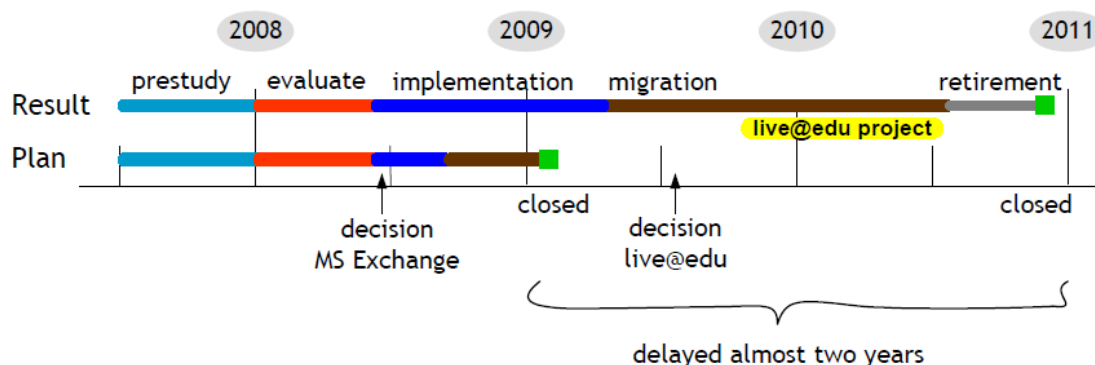 2008 2009 2010 2011
prestudy evaluate implementation migration retirement
Result
live@edu project
Plan
closed closed
decision decision
MS Exchange live@edu
delayed almost two years